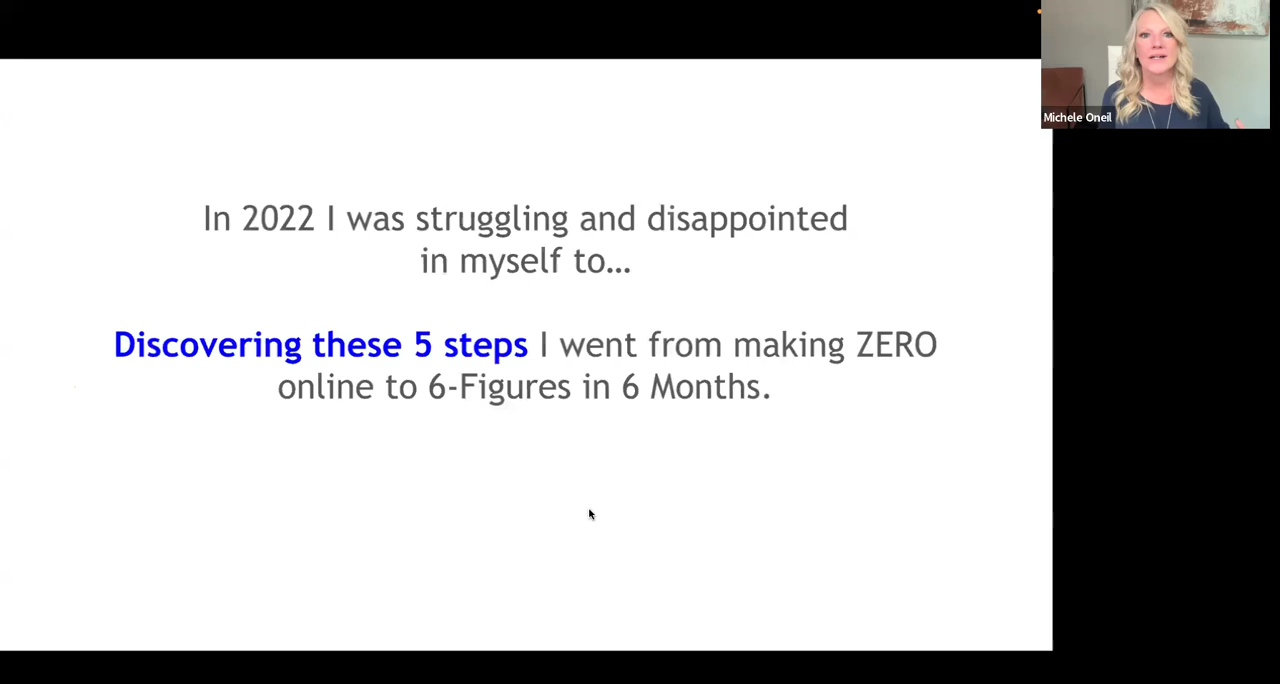 Michele Oneil
In 2022 I was struggling and disappointed
in myself to...
Discovering these 5 steps I went from making ZERO
online to 6-Figures in 6 Months.